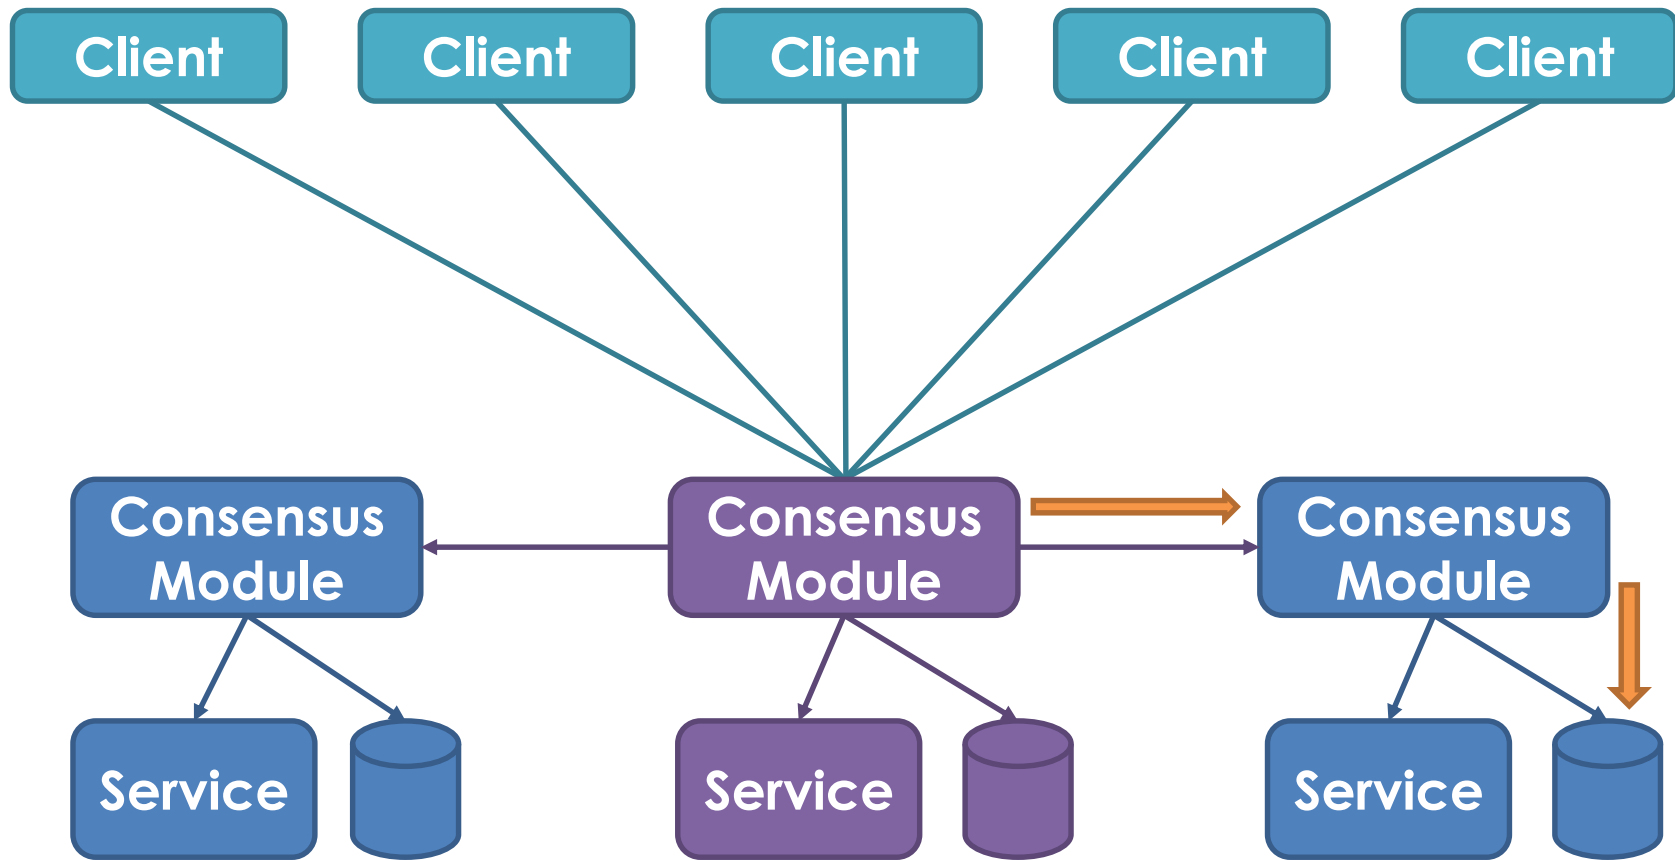 Client
Client
Client
Client
Client
Consensus
Module
Consensus
Module
Consensus
Module
Service
Service
Service